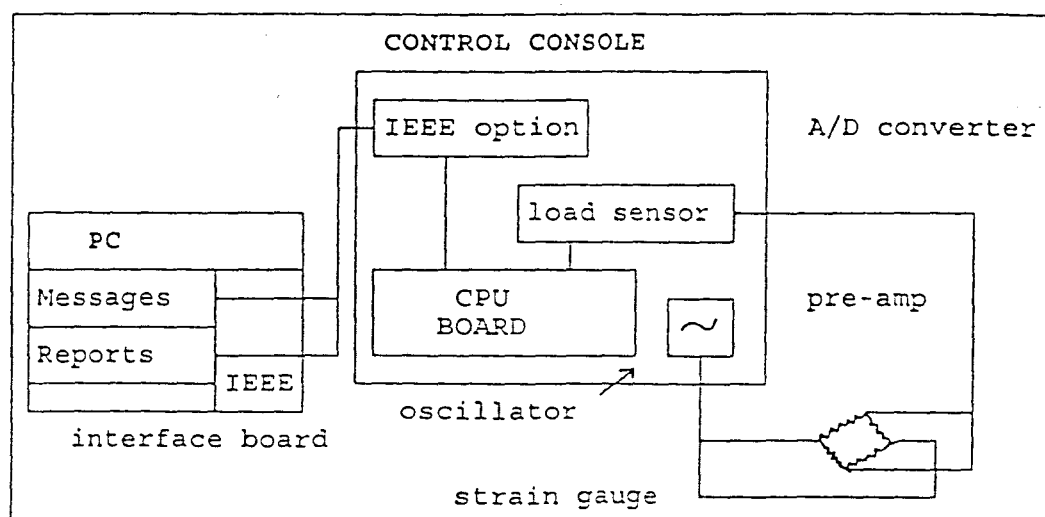 CONTROL CONSOLE
IEEE option
A/D converter
load sensor
PC
Messages
CPU
BOARD
pre-amp
Reports
IEEE
oscillator
interface board
strain gauge